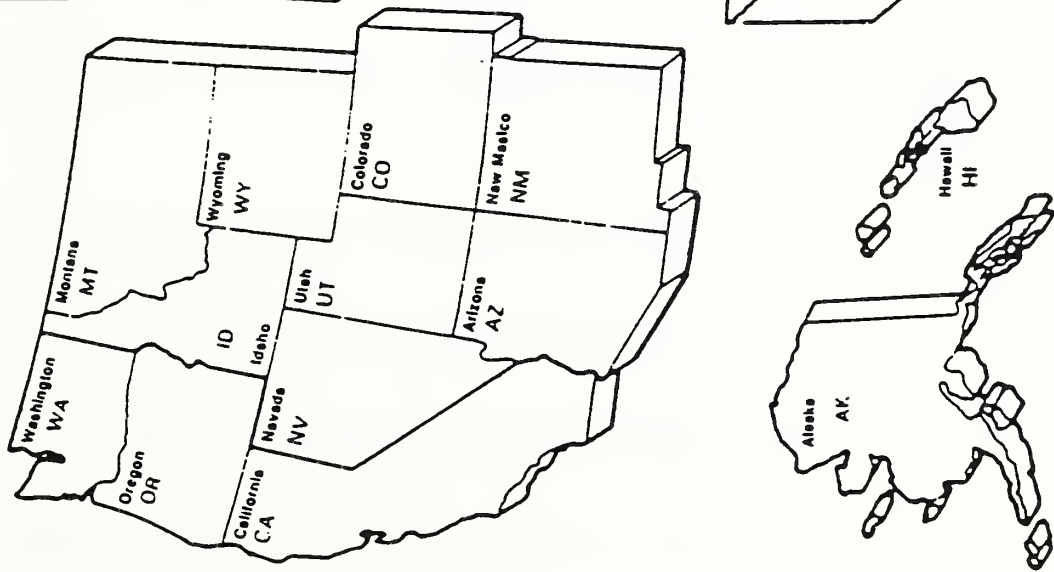 Washington
WA
Montana
MT
Oregon
OR
ID
Idaho
Wyoming
WY
California
CA
Nevada
NV
Utah
UT
Colorado
CO
Arizona
AZ
New Mexico
NM
Alaska
AK
Hawaii
HI